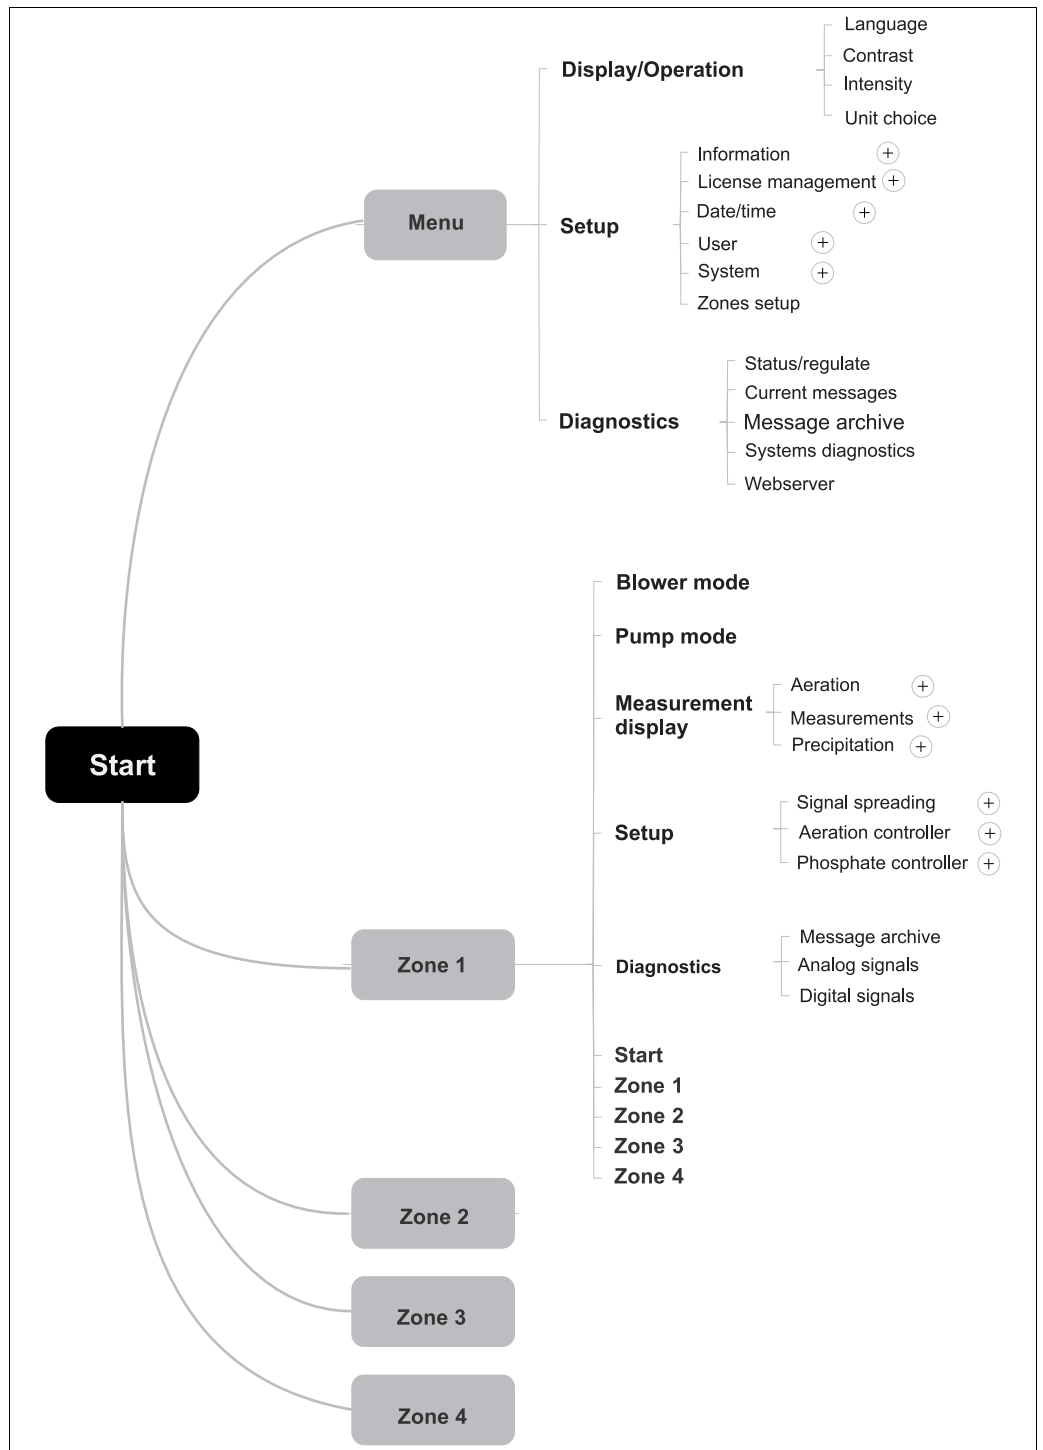 Language
Display/Operation
Contrast
Intensity
Unit choice
Information +
License management +
Menu
Date/time +
Setup
User +
System +
Zones setup
Status/regulate
Current messages
Diagnostics
Message archive
Systems diagnostics
Webserver
Blower mode
Pump mode
Measurement
display
Aeration +
Measurements +
Precipitation +
Start
Signal spreading +
Setup
Aeration controller +
Phosphate controller +
Zone 1
Diagnostics
Message archive
Analog signals
Digital signals
Start
Zone 1
Zone 2
Zone 3
Zone 4
Zone 2
Zone 3
Zone 4